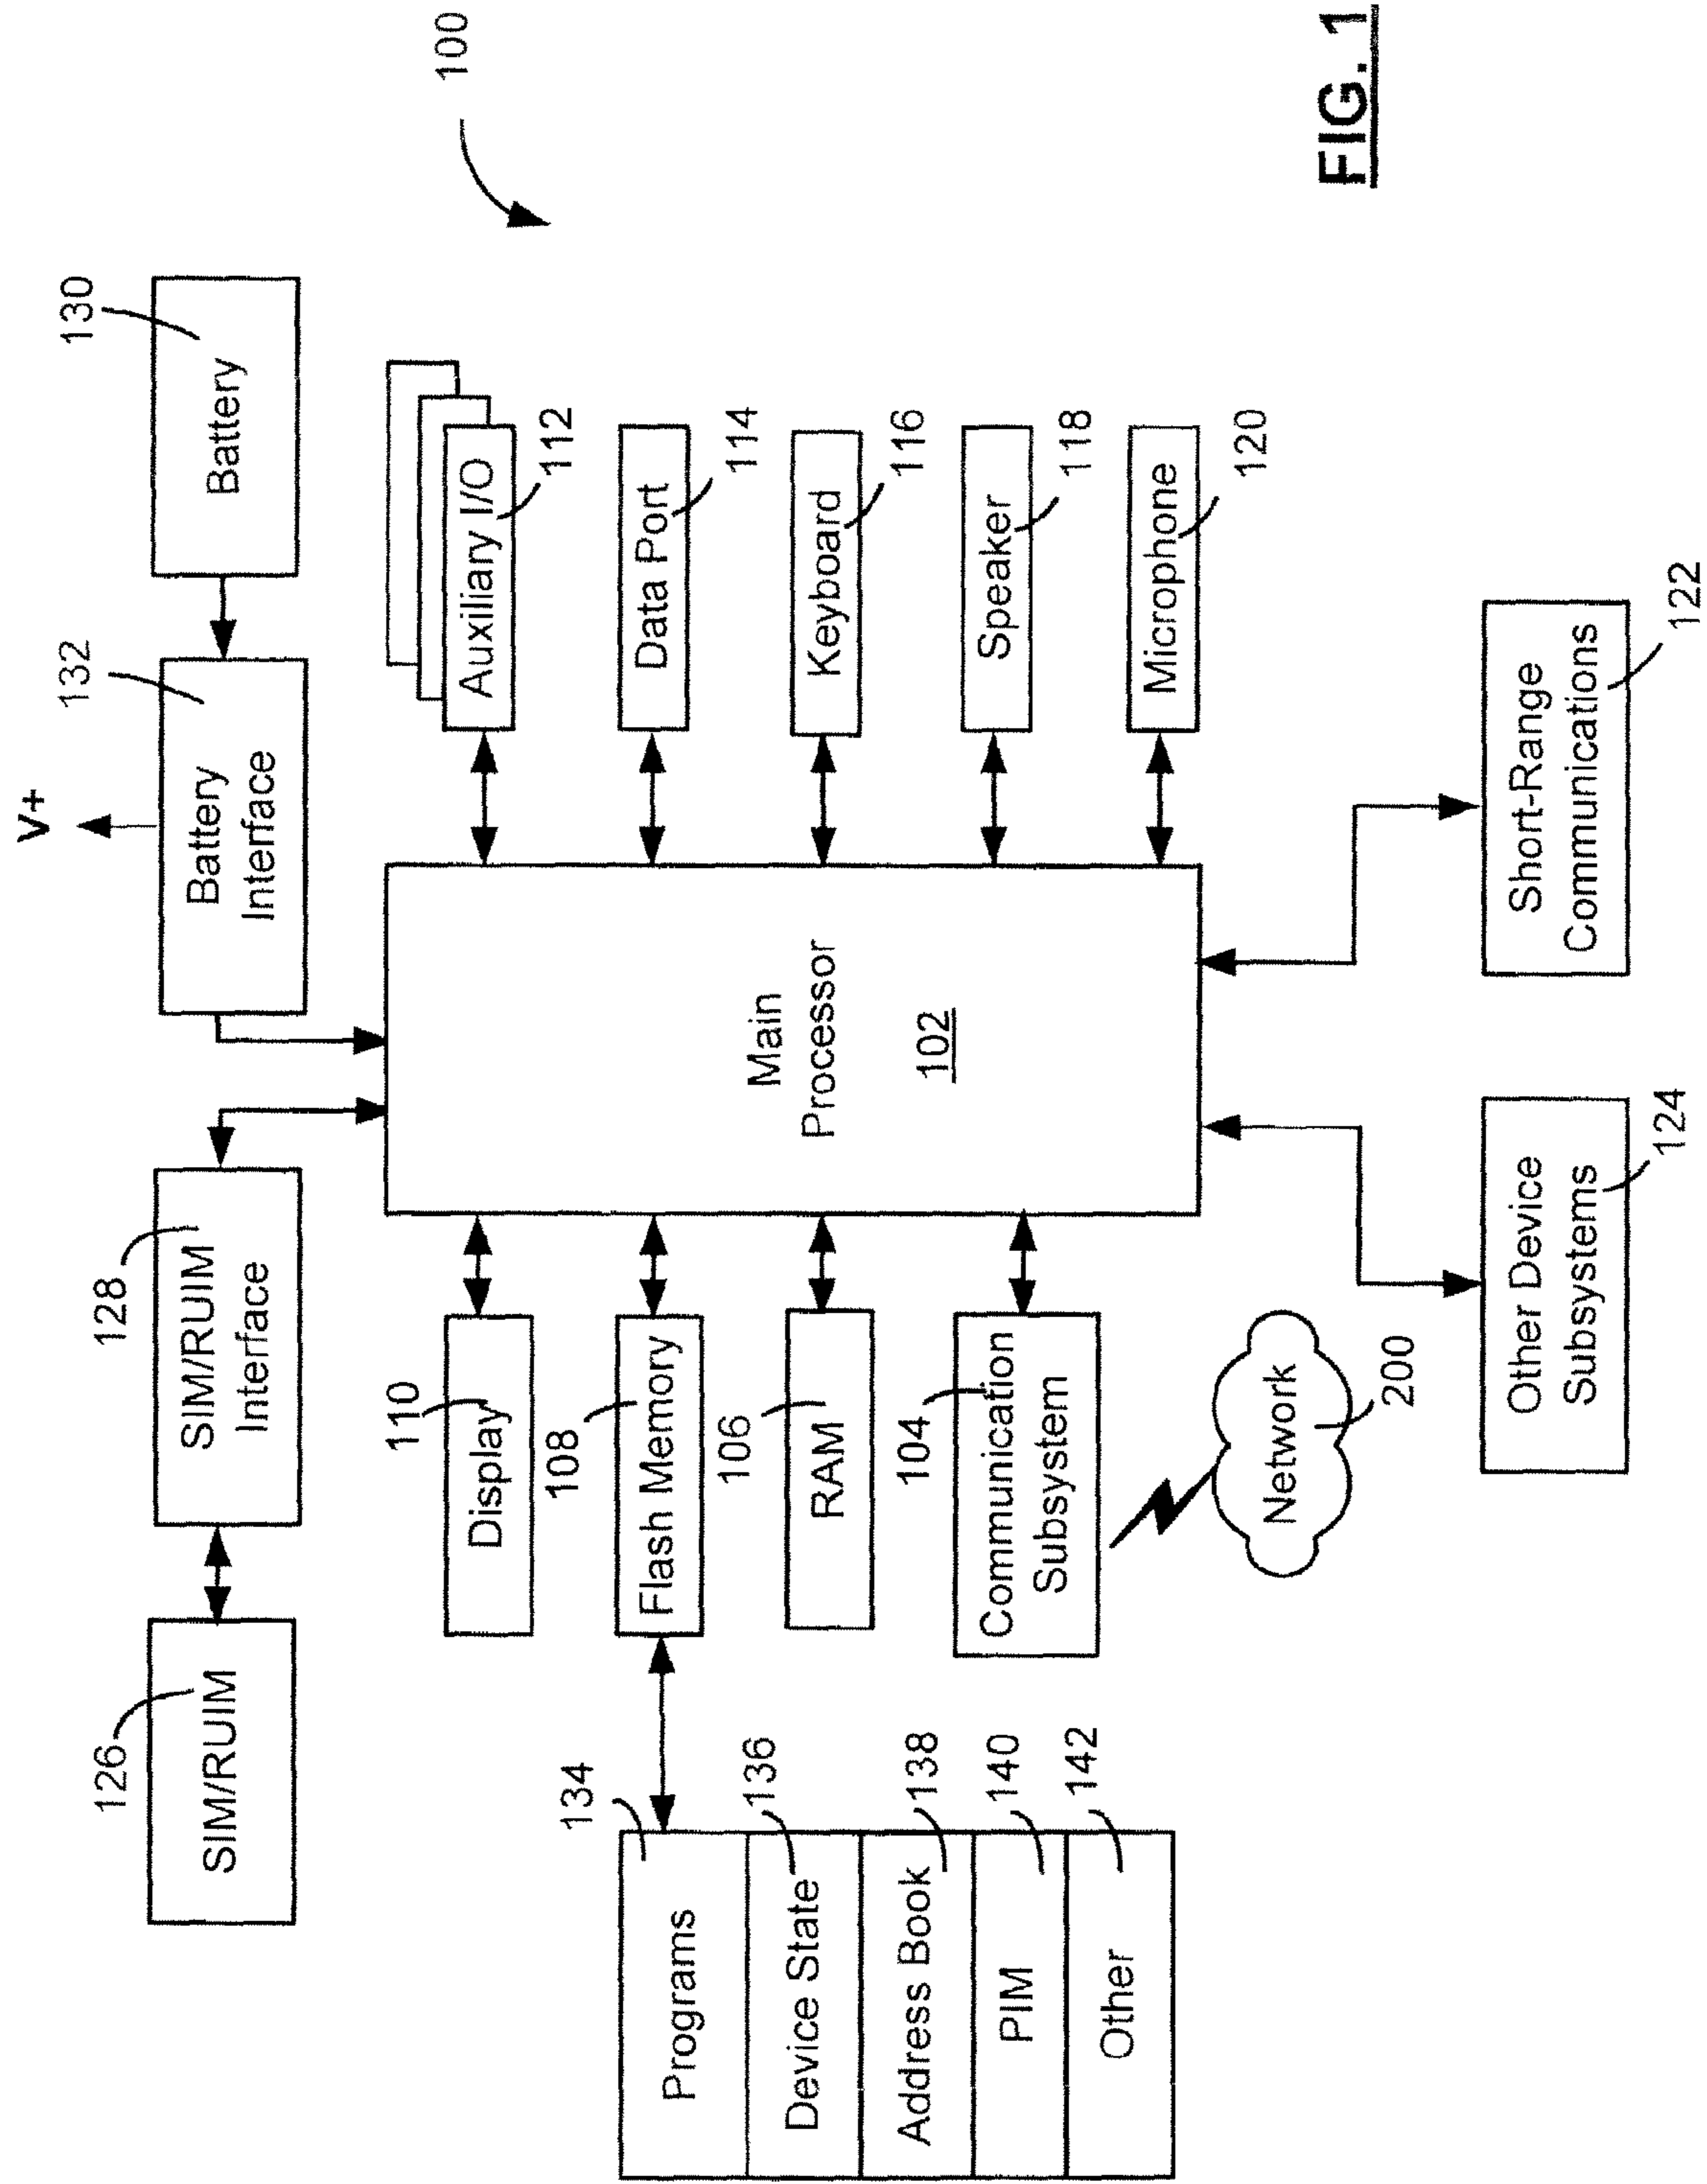 126
SIM/RUIM
128
SIM/RUIM
Interface
V+
132
Battery
Interface
130
Battery
100
110
Display
108
Flash Memory
106
RAM
104
Communication
Subsystem
Network
200
134
Programs
136
Device State
138
Address Book
140
PIM
142
Other
Main
Processor
102
Auxiliary I/O
112
Data Port
114
Keyboard
116
Speaker
118
Microphone
120
Other Device
Subsystems
124
Short-Range
Communications
122
FIG. 1